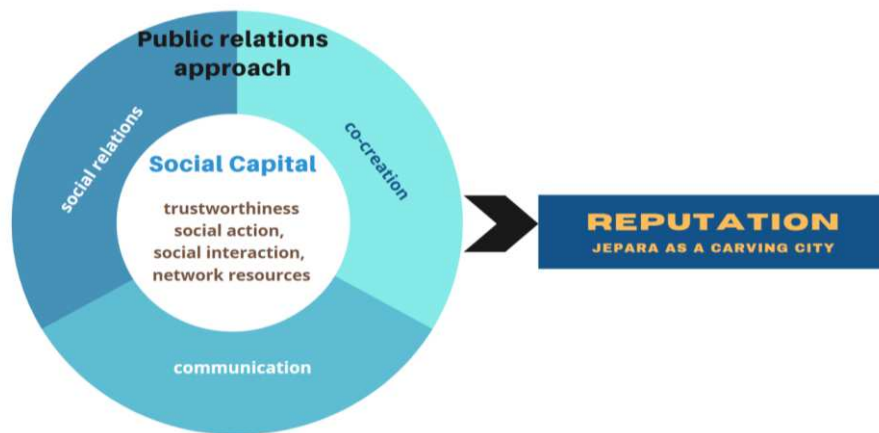 Public relations
approach
social relations
co-creation
Social Capital
trustworthiness
social action,
social interaction,
network resources
communication
REPUTATION
JEPARA AS A CARVING CITY